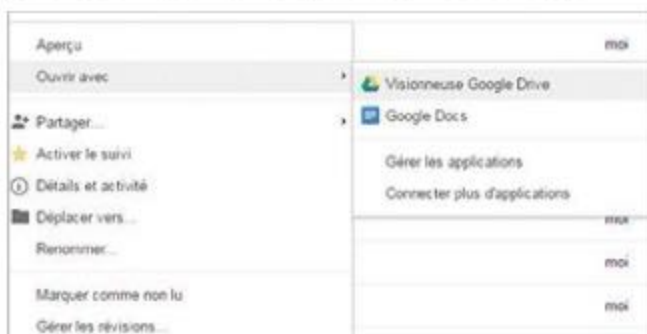 Aperçu
moi
Ouvrir avec
Visionneuse Google Drive
Partager...
Google Docs
Activer le suivi
Gérer les applications
Détails et activité
Connecter plus d'applications
Déplacer vers...
moi
Renommer...
moi
Marquer comme non lu
moi
Gérer les révisions...